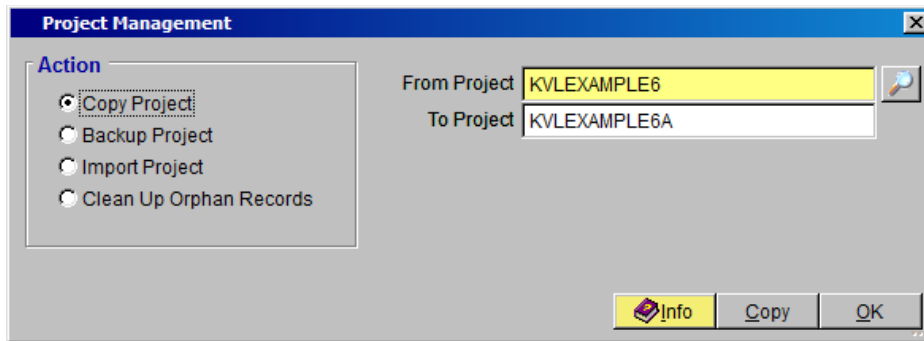 Project Management
Action
Copy Project
Backup Project
Import Project
Clean Up Orphan Records
From Project KVLEXAMPLE6
To Project KVLEXAMPLE6A
Info Copy OK